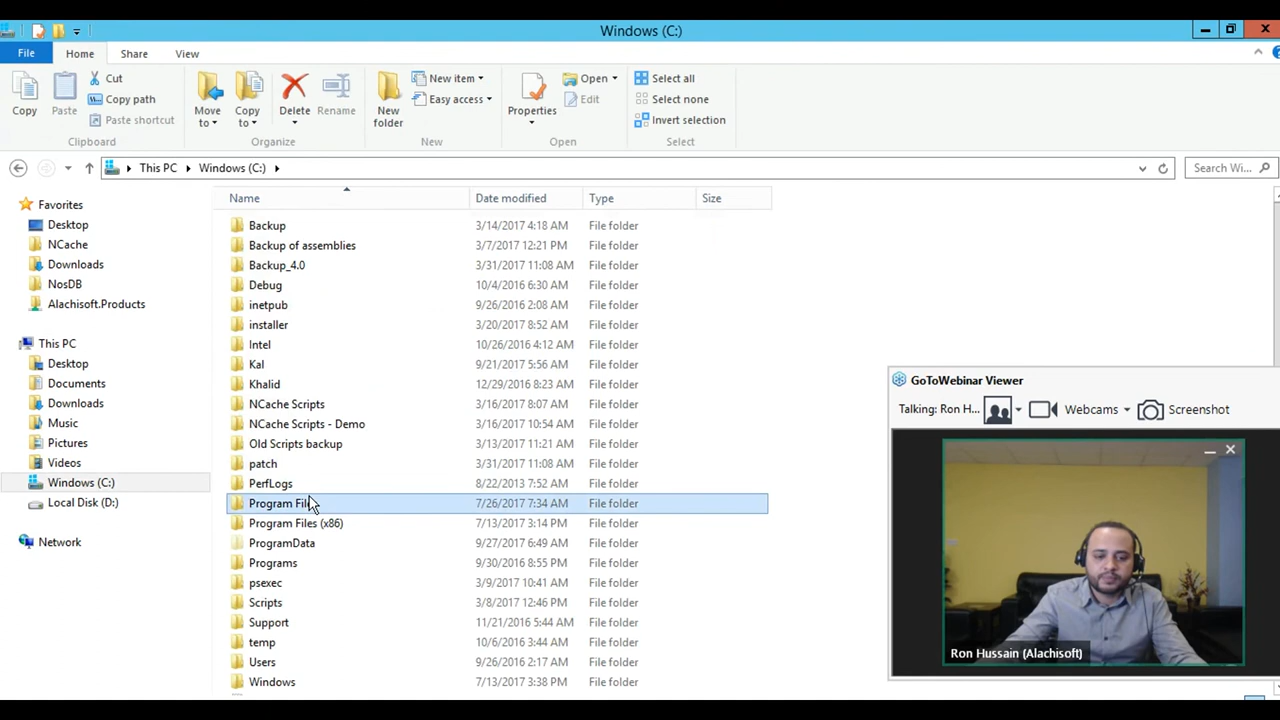 Windows (C:)
File Home Share View
Copy Paste Cut Copy path Paste shortcut
Move to Copy to Delete Rename
New folder New item Easy access
Properties Open Edit
Select all Select none Invert selection
Clipboard Organize New Open Select
This PC Windows (C:) Search Wi...
Name Date modified Type Size
Favorites
Desktop
NCache
Downloads
NosDB
Alachisoft.Products
This PC
Desktop
Documents
Downloads
Music
Pictures
Videos
Windows (C:)
Local Disk (D:)
Network
Backup 3/14/2017 4:18 AM File folder
Backup of assemblies 3/7/2017 12:21 PM File folder
Backup_4.0 3/31/2017 11:08 AM File folder
Debug 10/4/2016 6:30 AM File folder
inetpub 9/26/2016 2:08 AM File folder
installer 3/20/2017 8:52 AM File folder
Intel 10/26/2016 4:12 AM File folder
Kal 9/21/2017 5:56 AM File folder
Khalid 12/29/2016 8:23 AM File folder
NCache Scripts 3/16/2017 8:07 AM File folder
NCache Scripts - Demo 3/16/2017 10:54 AM File folder
Old Scripts backup 3/13/2017 11:21 AM File folder
patch 3/31/2017 11:08 AM File folder
PerfLogs 8/22/2013 7:52 AM File folder
Program Files 7/26/2017 7:34 AM File folder
Program Files (x86) 7/13/2017 3:14 PM File folder
ProgramData 9/27/2017 6:49 AM File folder
Programs 9/30/2016 8:55 PM File folder
psexec 3/9/2017 10:41 AM File folder
Scripts 3/8/2017 12:46 PM File folder
Support 11/21/2016 5:44 AM File folder
temp 10/6/2016 3:44 AM File folder
Users 9/26/2016 2:17 AM File folder
Windows 7/13/2017 3:38 PM File folder
GoToWebinar Viewer
Talking: Ron H... Webcams Screenshot
Ron Hussain (Alachisoft)